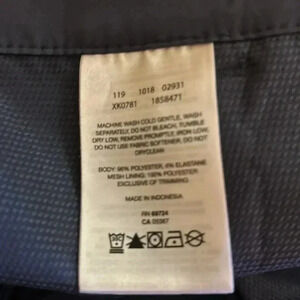 119 1018 02931
XK0781 1858471
MACHINE WASH COLD GENTLE, WASH
SEPARATELY, DO NOT BLEACH, TUMBLE
DRY LOW, REMOVE PROMPTLY, IRON LOW,
DO NOT USE FABRIC SOFTENER, DO NOT
DRYCLEAN
BODY: 96% POLYESTER, 4% ELASTANE
MESH LINING: 100% POLYESTER
EXCLUSIVE OF TRIMMING
MADE IN INDONESIA
RN 69724
CA 05567